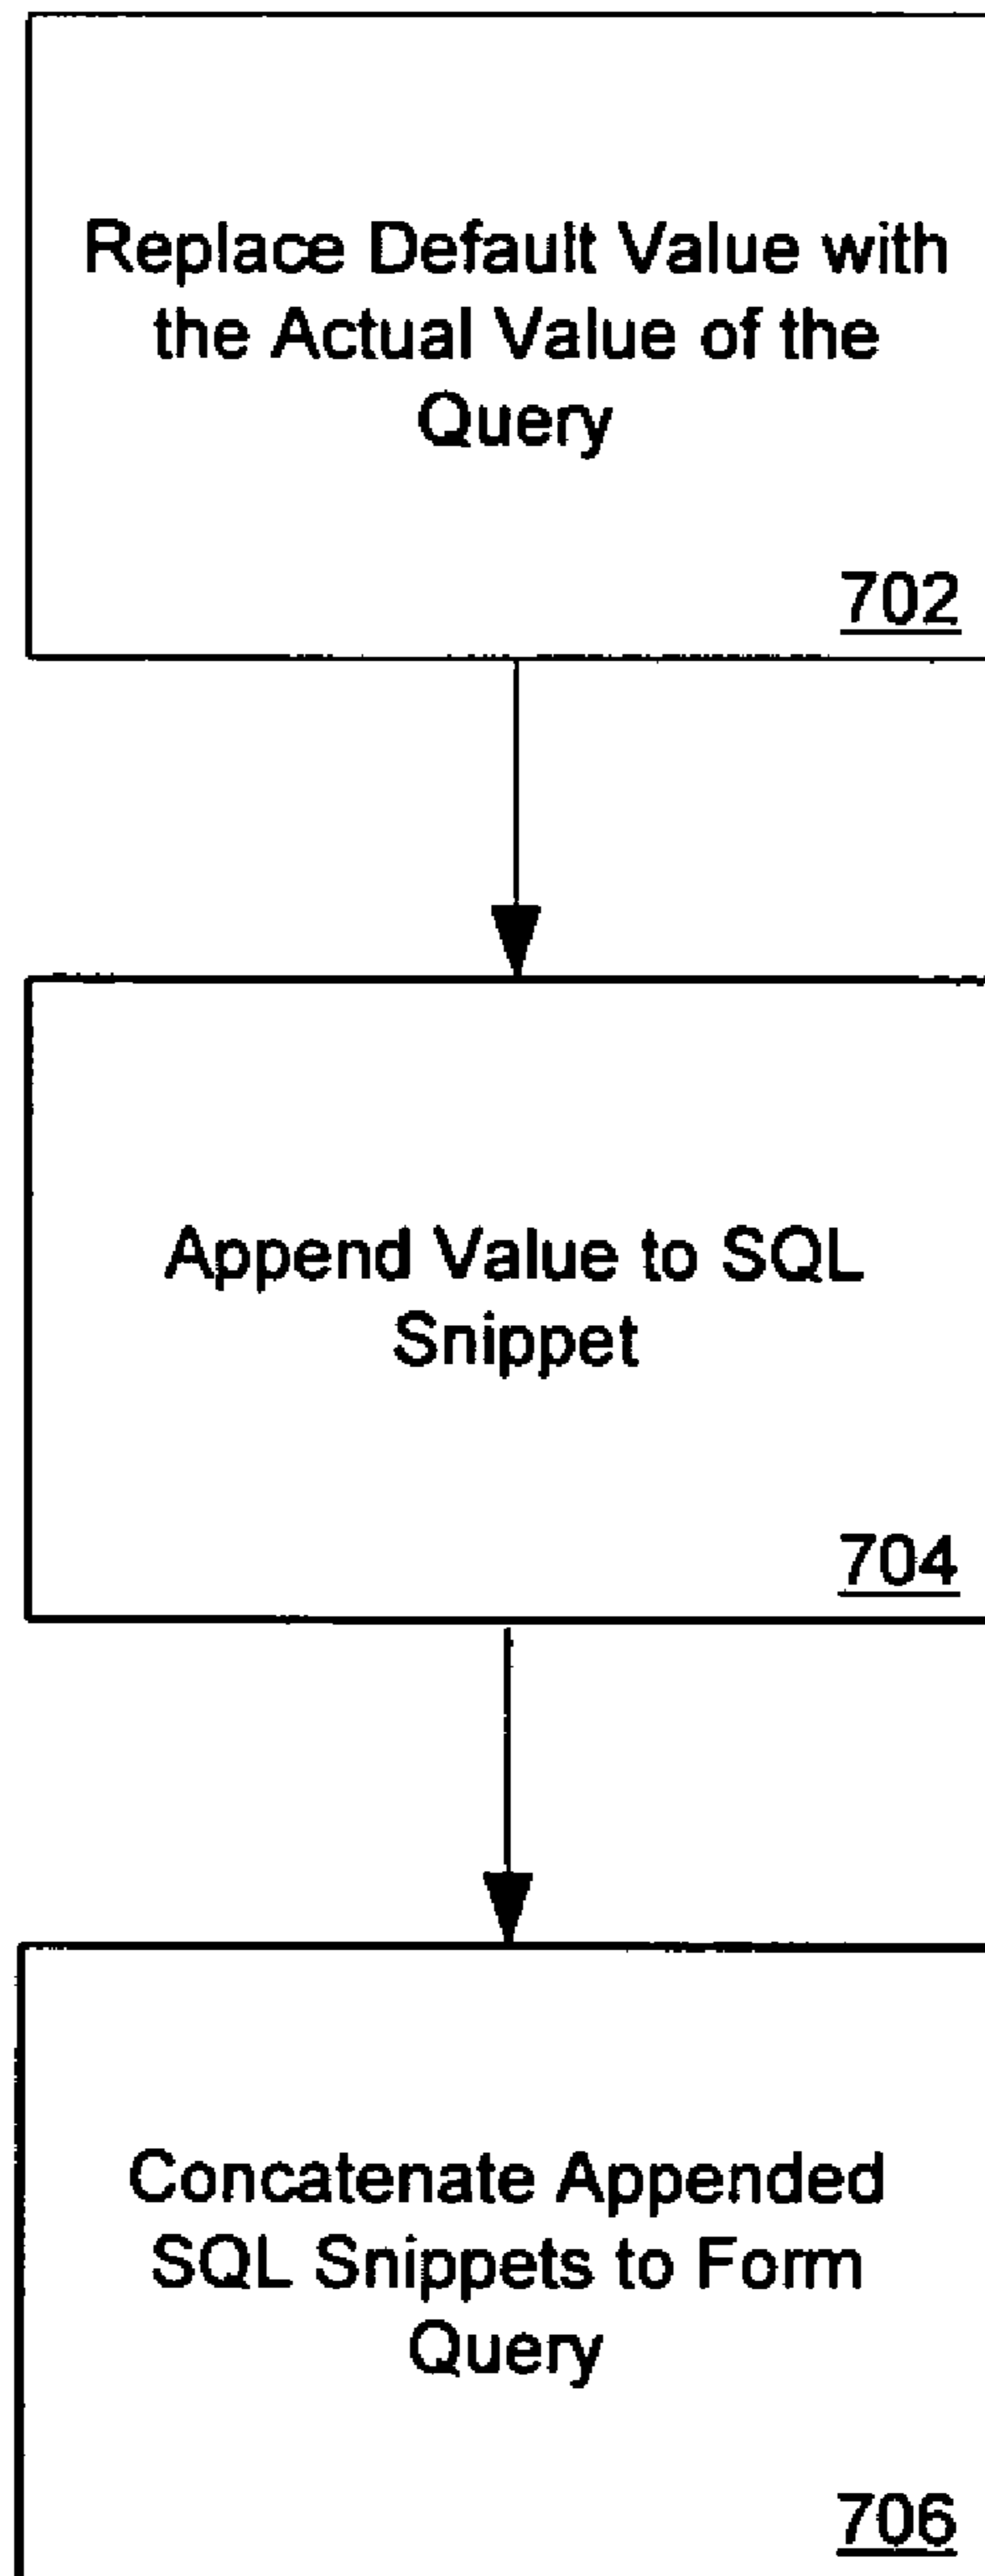 Replace Default Value with
the Actual Value of the
Query
702
Append Value to SQL
Snippet
704
Concatenate Appended
SQL Snippets to Form
Query
706